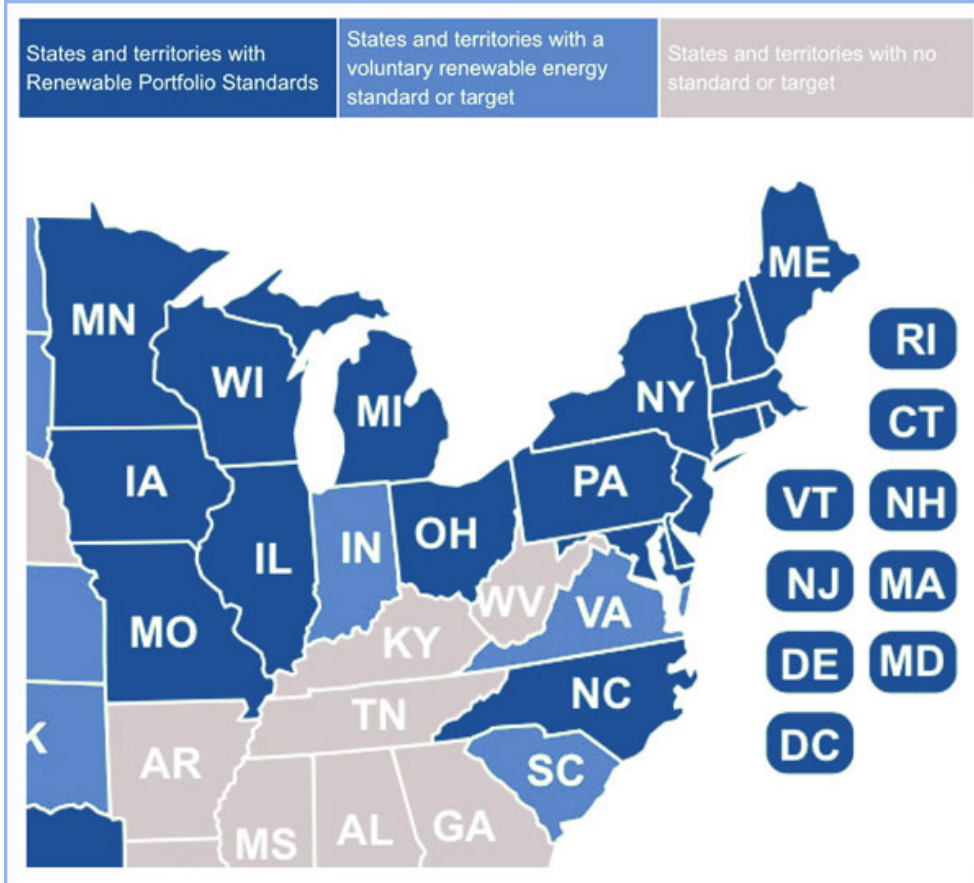 States and territories with
Renewable Portfolio Standards
States and territories with a
voluntary renewable energy
standard or target
States and territories with no
standard or target
ME
MN
RI
WI
MI
NY
CT
IA
PA
VT
NH
OH
IN
IL
NJ
MA
WV
VA
MO
KY
DE
MD
NC
TN
DC
K
AR
SC
MS
AL
GA